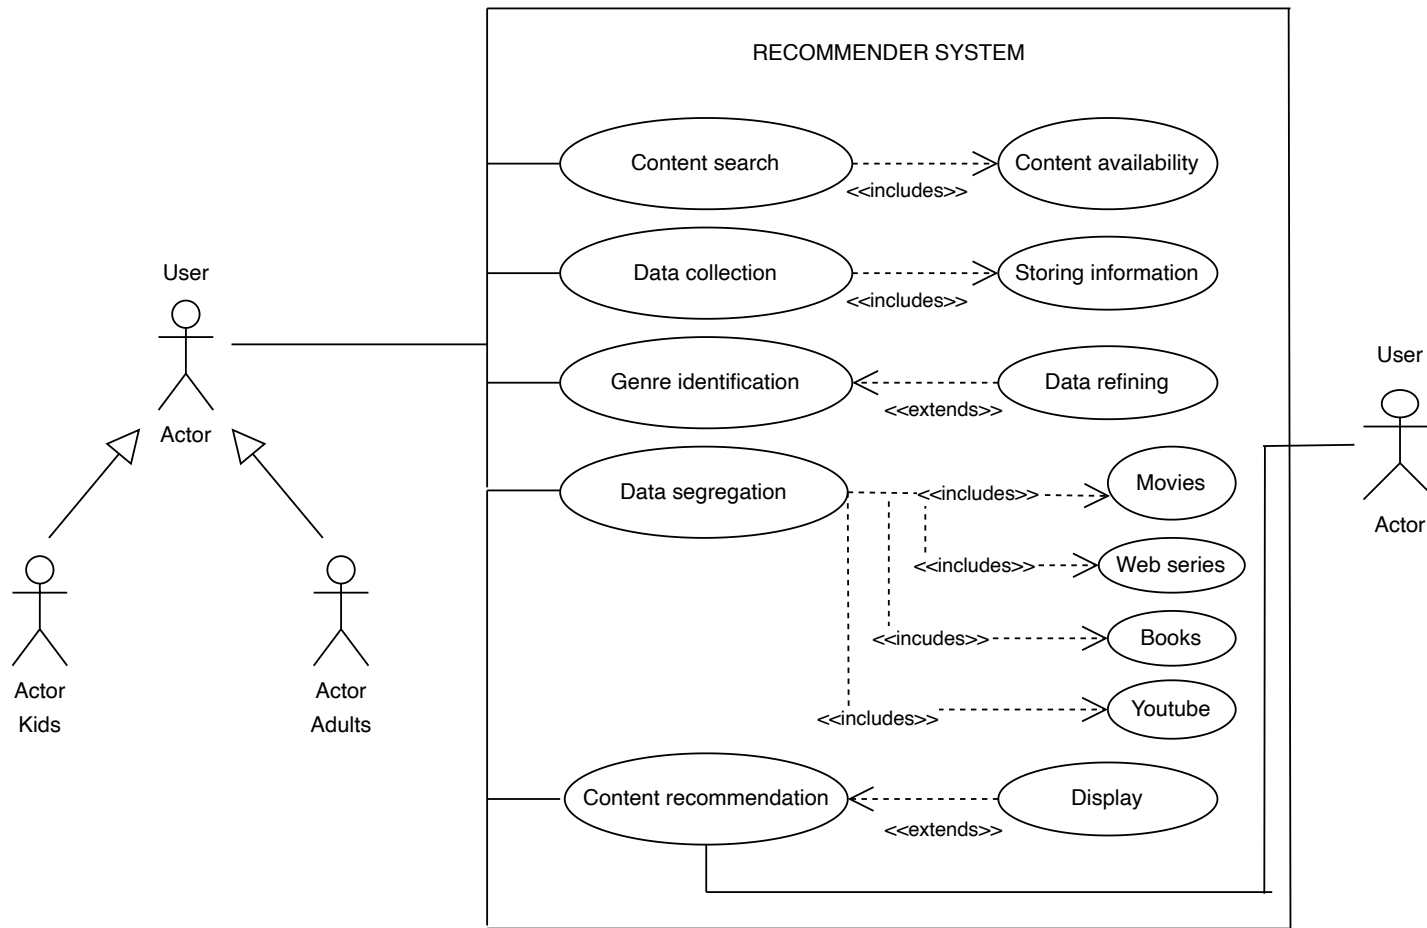 RECOMMENDER SYSTEM
Content search
<<includes>>
Content availability
Data collection
<<includes>>
Storing information
User
Actor
Genre identification
<<extends>>
Data refining
User
Actor
Data segregation
<<includes>>
Movies
<<includes>>
Web series
<<incudes>>
Books
<<includes>>
Youtube
Actor
Kids
Actor
Adults
Content recommendation
<<extends>>
Display